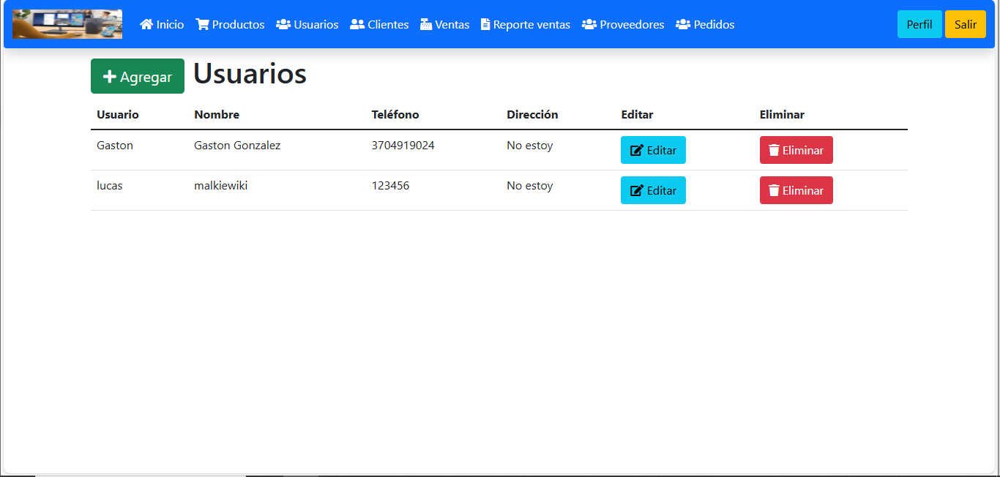 Inicio Productos Usuarios Clientes Ventas Reporte ventas Proveedores Pedidos Perfil Salir
Agregar Usuarios
Usuario Nombre Teléfono Dirección Editar Eliminar
Gaston Gaston Gonzalez 3704919024 No estoy Editar Eliminar
lucas malkiewiki 123456 No estoy Editar Eliminar